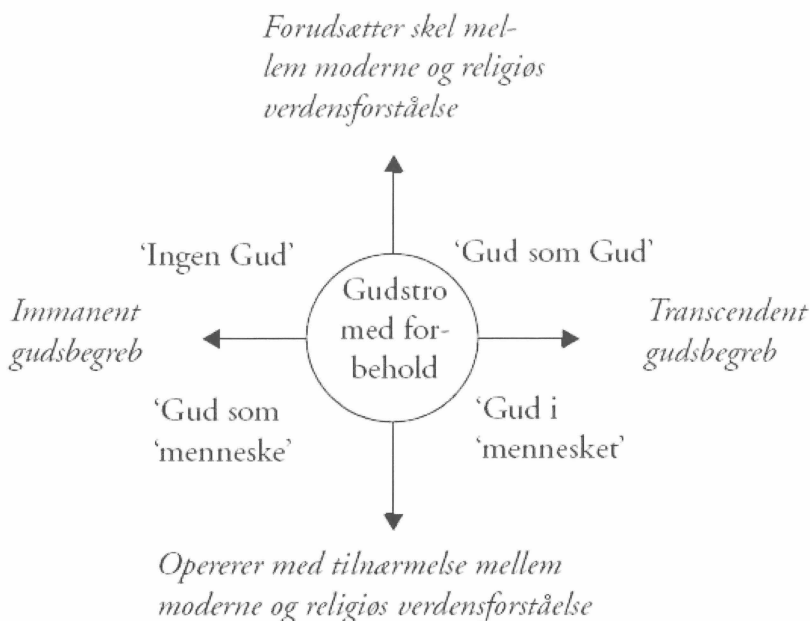 Forudsætter skel mel-
lem moderne og religiøs
verdensforståelse
‘Ingen Gud’
‘Gud som Gud’
Immanent
gudsbegreb
Gudstro
med for-
behold
Transcendent
gudsbegreb
‘Gud som
‘menneske’
‘Gud i
‘mennesket’
Opererer med tilnærmelse mellem
moderne og religiøs verdensforståelse